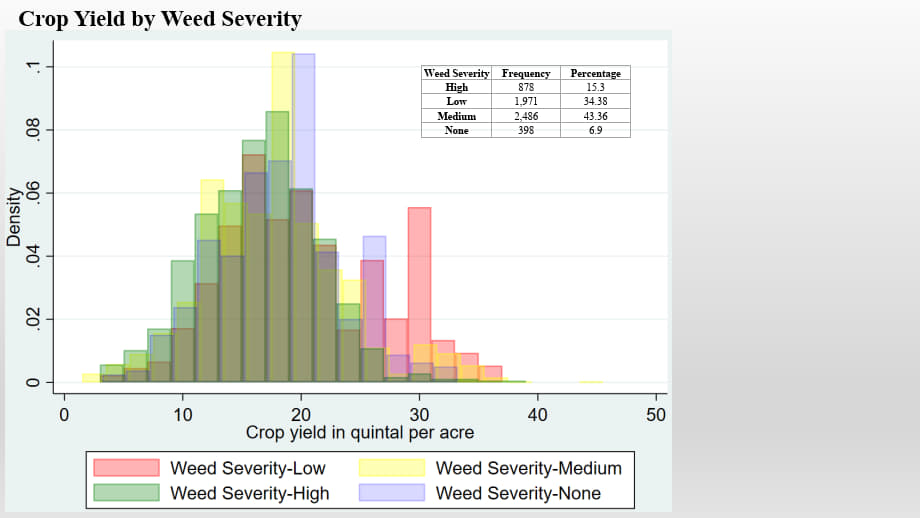 Crop Yield by Weed Severity
Weed Severity Frequency Percentage
High 878 15.3
Low 1,971 34.38
Medium 2,486 43.36
None 398 6.9
Density
.1
.08
.06
.04
.02
0
0 10 20 30 40 50
Crop yield in quintal per acre
Weed Severity-Low Weed Severity-Medium
Weed Severity-High Weed Severity-None